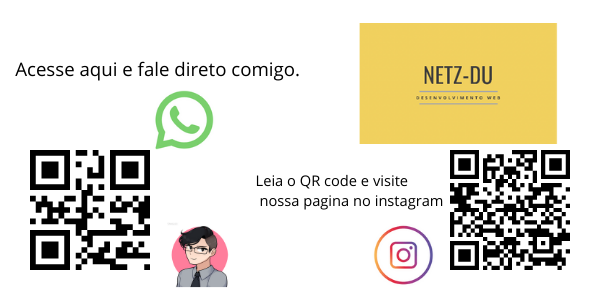 Acesse aqui e fale direto comigo.
NETZ-DU
DESENVOLVIMENTO WEB
Leia o QR code e visite
nossa pagina no instagram